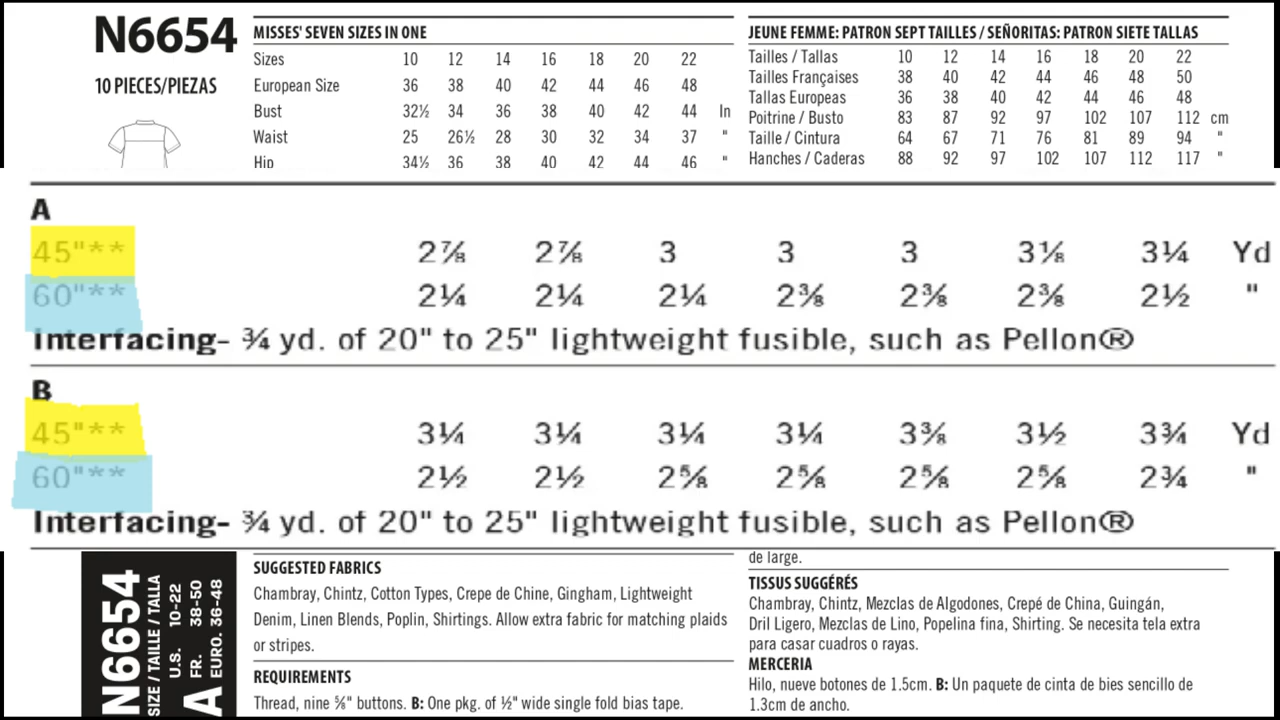 N6654
10 PIECES/PIEZAS
MISSES' SEVEN SIZES IN ONE
Sizes 10 12 14 16 18 20 22
European Size 36 38 40 42 44 46 48
Bust 32½ 34 36 38 40 42 44 In
Waist 25 26½ 28 30 32 34 37 "
Hip 34½ 36 38 40 42 44 46 "
JEUNE FEMME: PATRON SEPT TAILLES / SEÑORITAS: PATRON SIETE TALLAS
Tailles / Tallas 10 12 14 16 18 20 22
Tailles Françaises 38 40 42 44 46 48 50
Tallas Europeas 36 38 40 42 44 46 48
Poitrine / Busto 83 87 92 97 102 107 112 cm
Taille / Cintura 64 67 71 76 81 89 94 "
Hanches / Caderas 88 92 97 102 107 112 117 "
A
45"** 2⅞ 2⅞ 3 3 3 3⅛ 3¼ Yd
60"** 2¼ 2¼ 2¼ 2⅜ 2⅜ 2⅜ 2½ "
Interfacing- ¾ yd. of 20" to 25" lightweight fusible, such as Pellon®
B
45"** 3¼ 3¼ 3¼ 3¼ 3⅜ 3½ 3¾ Yd
60"** 2½ 2½ 2⅝ 2⅝ 2⅝ 2⅝ 2¾ "
Interfacing- ¾ yd. of 20" to 25" lightweight fusible, such as Pellon®
N6654
SIZE / TAILLE / TALLA
U.S. 10-22
FR. 38-50
EURO. 36-48
A
SUGGESTED FABRICS
Chambray, Chintz, Cotton Types, Crepe de Chine, Gingham, Lightweight
Denim, Linen Blends, Poplin, Shirtings. Allow extra fabric for matching plaids
or stripes.
REQUIREMENTS
Thread, nine ⅝" buttons. B: One pkg. of ½" wide single fold bias tape.
de large.
TISSUS SUGGÉRÉS
Chambray, Chintz, Mezclas de Algodones, Crepé de China, Guingán,
Dril Ligero, Mezclas de Lino, Popelina fina, Shirting. Se necesita tela extra
para casar cuadros o rayas.
MERCERIA
Hilo, nueve botones de 1.5cm. B: Un paquete de cinta de bies sencillo de
1.3cm de ancho.